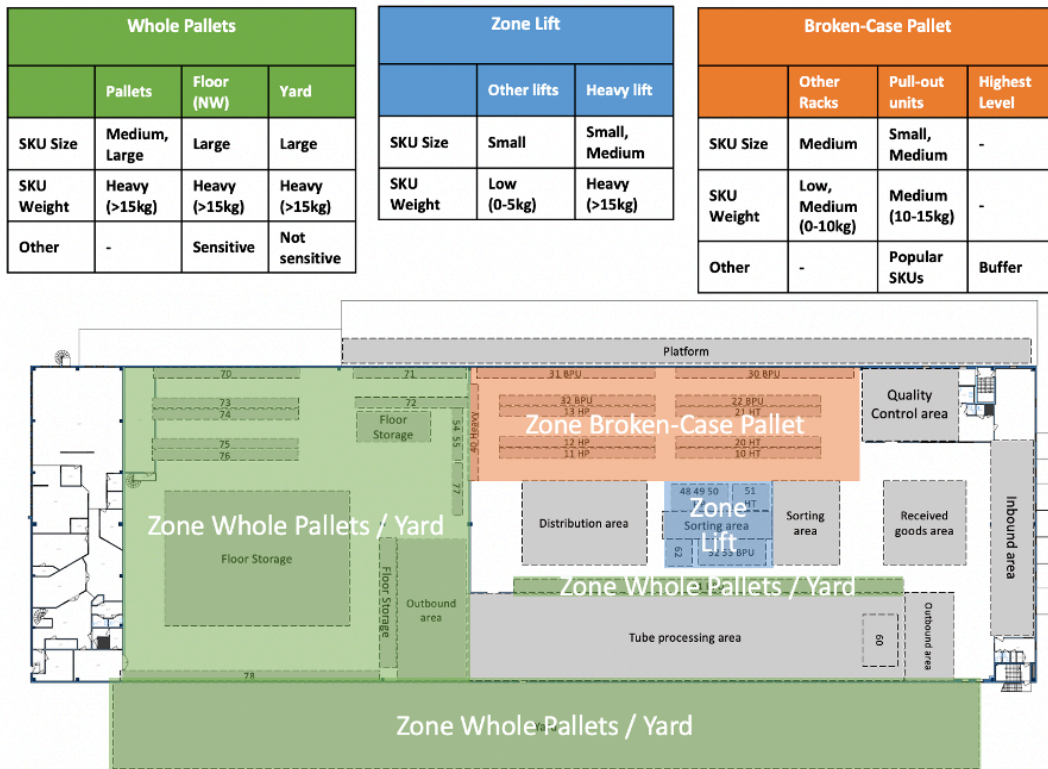 Whole Pallets
Pallets
Floor
(NW)
Yard
SKU Size
Medium,
Large
Large
Large
SKU
Weight
Heavy
(>15kg)
Heavy
(>15kg)
Heavy
(>15kg)
Other
-
Sensitive
Not
sensitive
Zone Lift
Other lifts
Heavy lift
SKU Size
Small
Small,
Medium
SKU
Weight
Low
(0-5kg)
Heavy
(>15kg)
Broken-Case Pallet
Other
Racks
Pull-out
units
Highest
Level
SKU Size
Medium
Small,
Medium
-
SKU
Weight
Low,
Medium
(0-10kg)
Medium
(10-15kg)
-
Other
-
Popular
SKUs
Buffer
Platform
70
71
31 BPU
30 BPU
73
74
72
Floor
Storage
54 55
40 Heavy
32 BPU
13 HP
22 BPU
21 HT
Zone Broken-Case Pallet
12 HP
11 HP
20 HT
10 HT
Quality
Control area
75
76
77
Zone Whole Pallets / Yard
Floor Storage
Floor Storage
Outbound
area
Distribution area
48 49 50
51
HT
Zone
Sorting area
Lift
62
52 53 BPU
Sorting
area
Received
goods area
Inbound area
Zone Whole Pallets / Yard
Tube processing area
60
Outbound area
78
Zone Whole Pallets / Yard
Yard